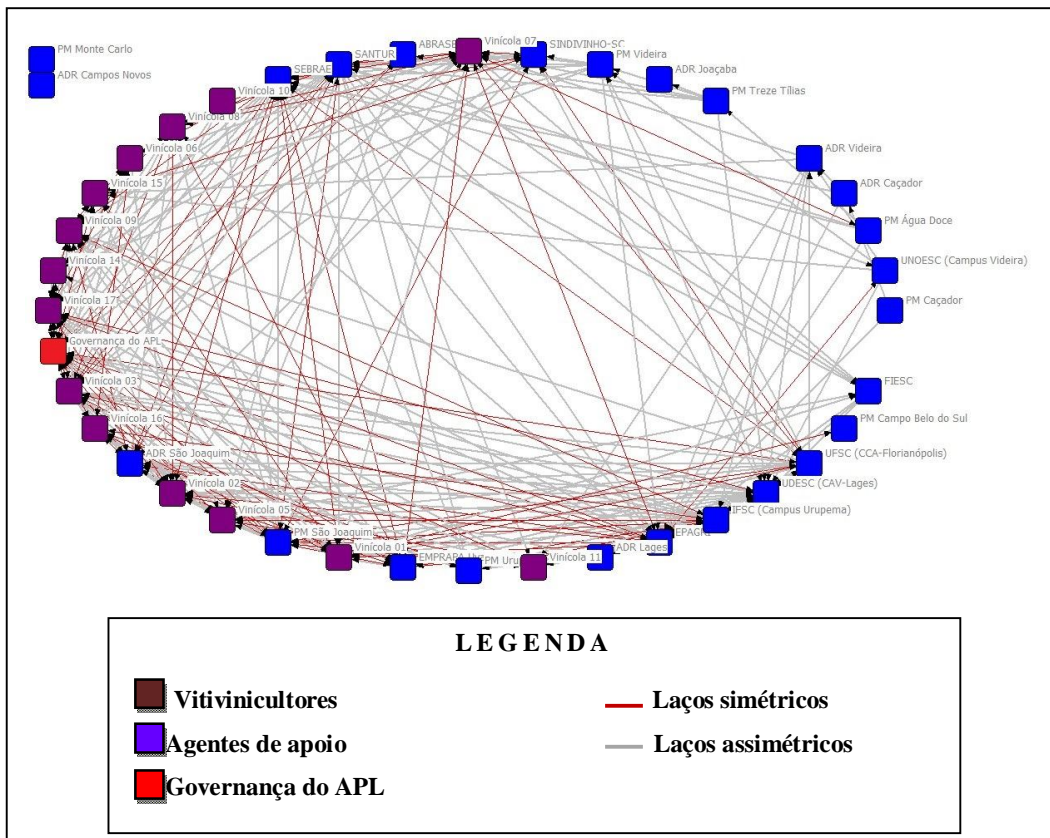 PM Monte Carlo
ADR Campos Novos
ABRASE
Vinícola 07
SINDIVINHO-SC
SANTUR
PM Videira
SEBRAE
ADR Joaçaba
Vinícola 10
PM Treze Tílias
Vinícola 08
Vinícola 06
ADR Videira
Vinícola 15
ADR Caçador
Vinícola 09
PM Água Doce
Vinícola 14
UNOESC (Campus Videira)
Vinícola 17
PM Caçador
Governança do APL
Vinícola 03
FIESC
Vinícola 16
PM Campo Belo do Sul
ADR São Joaquim
UFSC (CCA-Florianópolis)
Vinícola 02
UDESC (CAV-Lages)
Vinícola 05
IFSC (Campus Urupema)
PM São Joaquim
EPAGRI
Vinícola 01
ADR Lages
EMPRAPA
PM Uru
Vinícola 11
LEGENDA
Vitivinicultores
Laços simétricos
Agentes de apoio
Laços assimétricos
Governança do APL